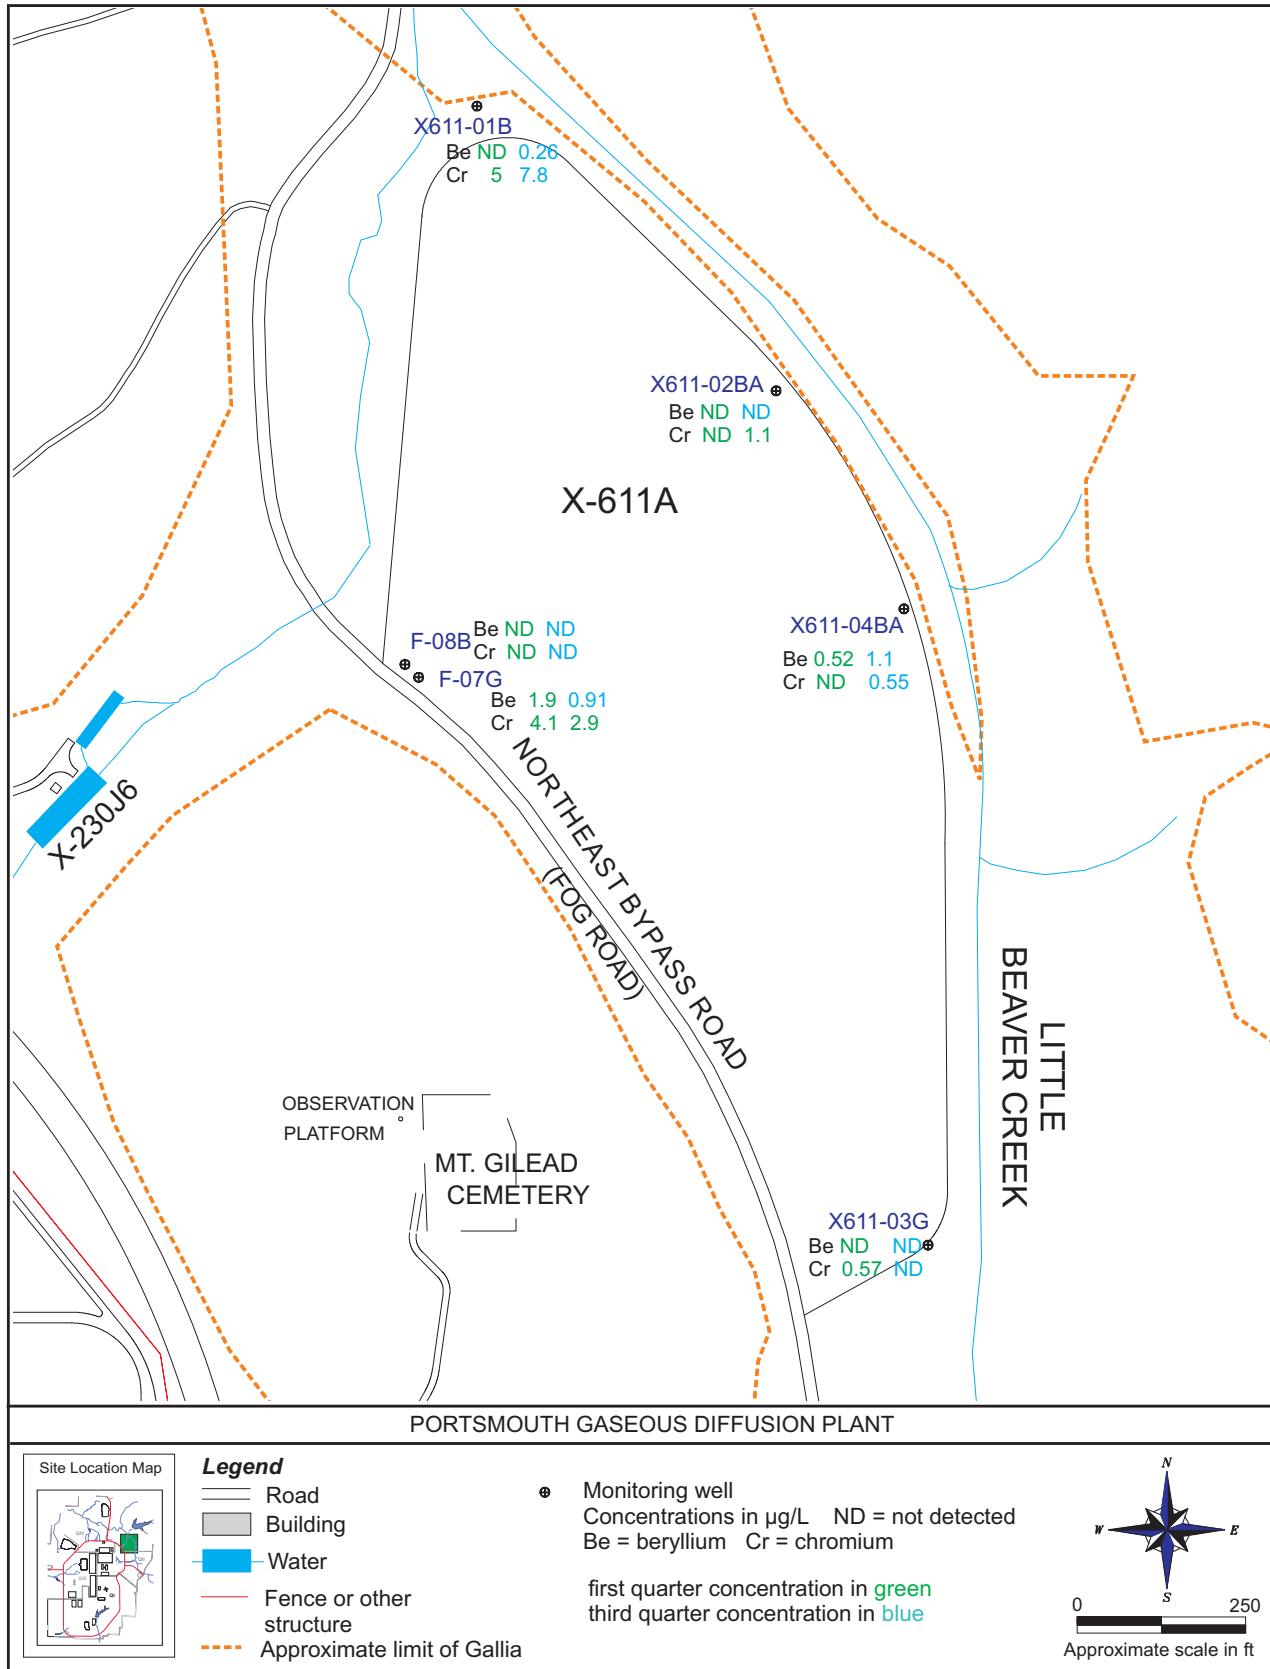 X611-01B
Be ND 0.26
Cr 5 7.8
X611-02BA
Be ND ND
Cr ND 1.1
X-611A
X611-04BA
Be 0.52 1.1
Cr ND 0.55
F-08B
Be ND ND
Cr ND ND
F-07G
Be 1.9 0.91
Cr 4.1 2.9
X-230J6
NORTHEAST BYPASS ROAD
(FOG ROAD)
LITTLE
BEAVER CREEK
OBSERVATION
PLATFORM
MT. GILEAD
CEMETERY
X611-03G
Be ND ND
Cr 0.57 ND
PORTSMOUTH GASEOUS DIFFUSION PLANT
Site Location Map
Legend
Road
Building
Water
Fence or other
structure
Approximate limit of Gallia
Monitoring well
Concentrations in µg/L ND = not detected
Be = beryllium Cr = chromium
first quarter concentration in green
third quarter concentration in blue
N
W E
S
0 250
Approximate scale in ft